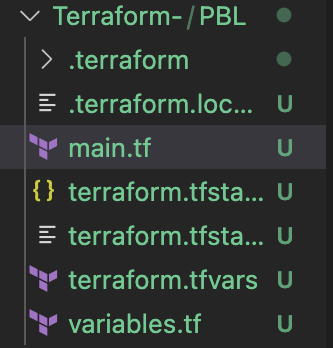 Terraform-/PBL
.terraform
.terraform.loc... U
main.tf U
{} terraform.tfsta... U
terraform.tfsta... U
terraform.tfvars U
variables.tf U